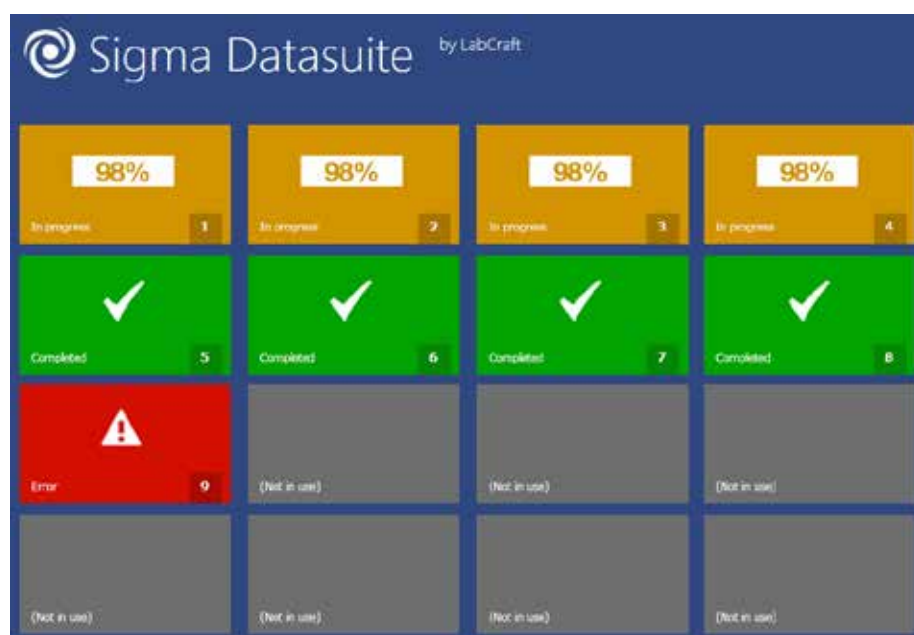 Sigma Datasuite by LabCraft
98% 98% 98% 98%
In progress 1 In progress 2 In progress 3 In progress 4
Completed 5 Completed 6 Completed 7 Completed 8
Error 9 (Not in use) (Not in use) (Not in use)
(Not in use) (Not in use) (Not in use) (Not in use)